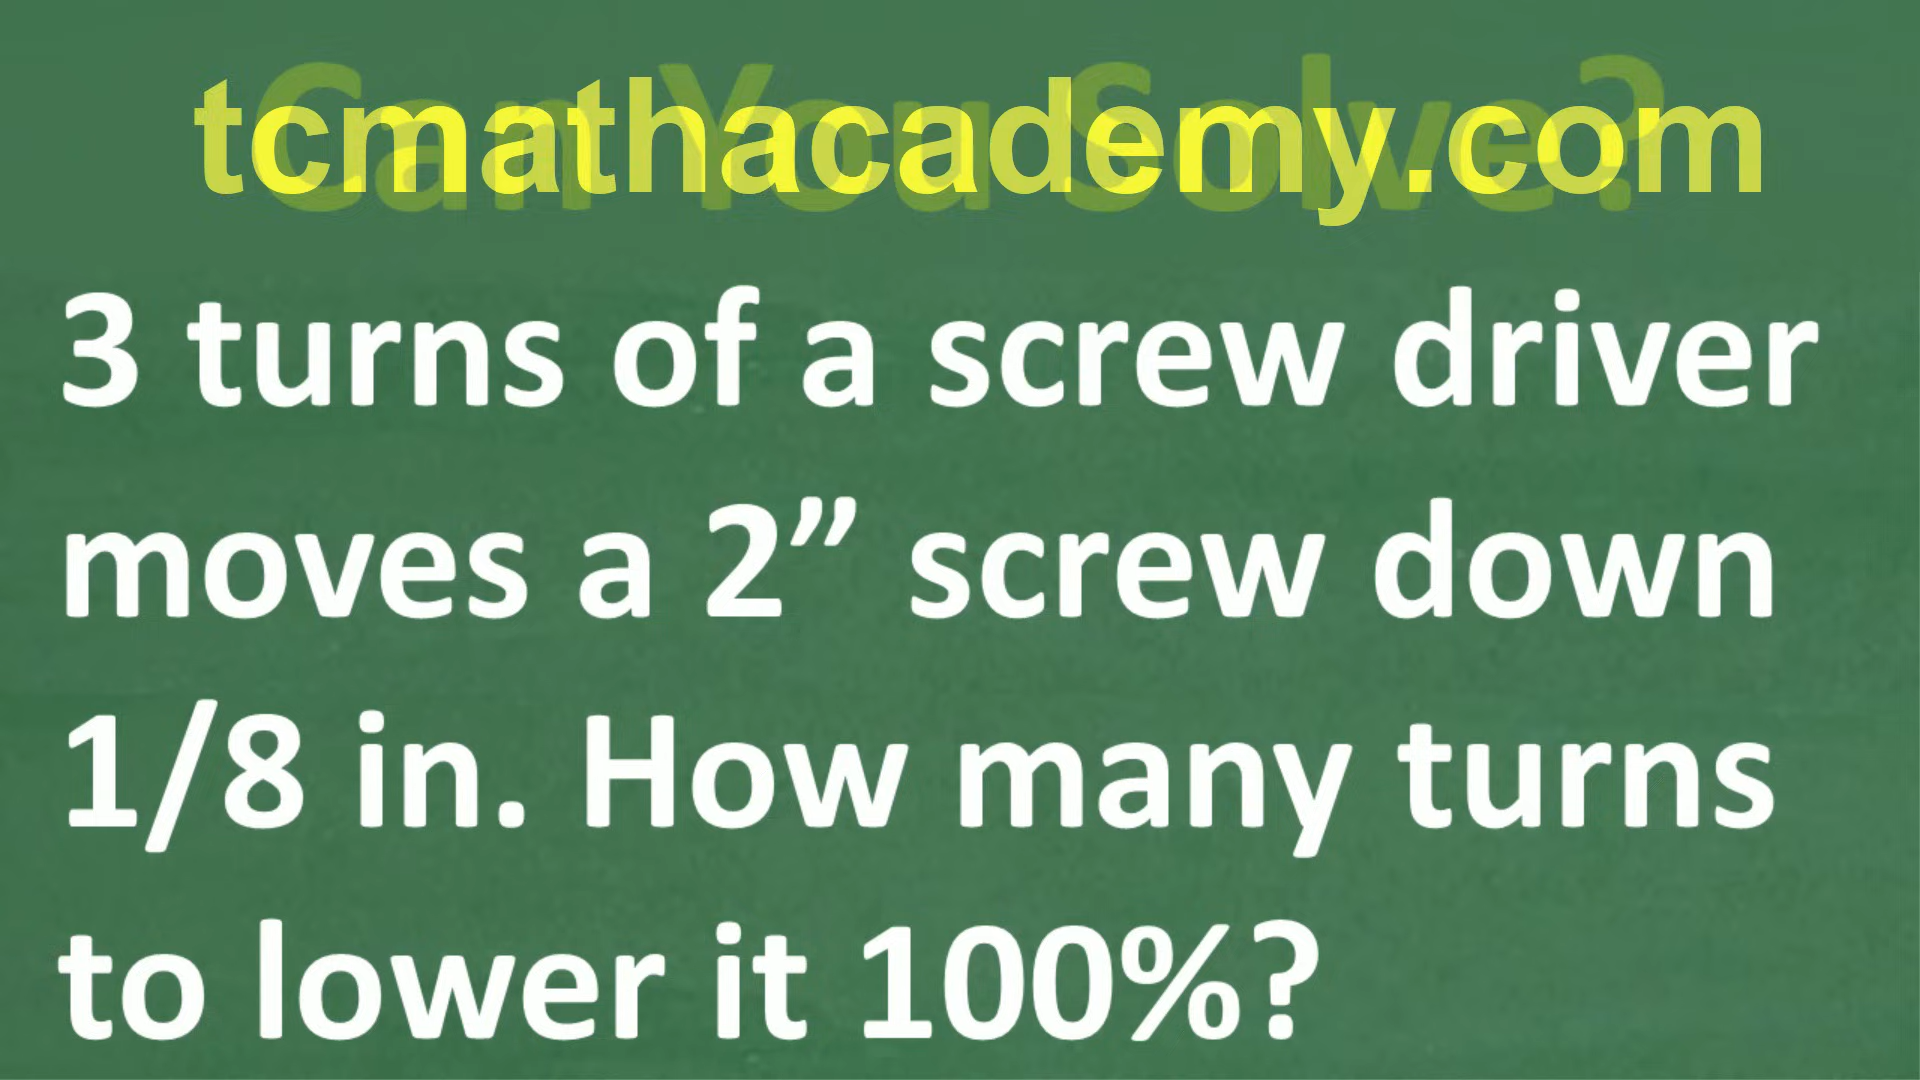 Can You Solve?
tcmathacademy.com
3 turns of a screw driver
moves a 2” screw down
1/8 in. How many turns
to lower it 100%?